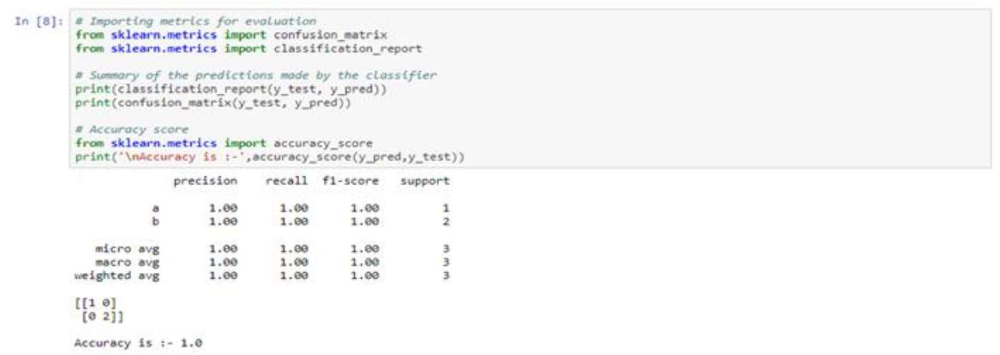 In [8]: # Importing metrics for evaluation
from sklearn.metrics import confusion_matrix
from sklearn.metrics import classification_report
# Summary of the predictions made by the classifier
print(classification_report(y_test, y_pred))
print(confusion_matrix(y_test, y_pred))
# Accuracy score
from sklearn.metrics import accuracy_score
print('\nAccuracy is :-',accuracy_score(y_pred,y_test))
precision recall f1-score support
a 1.00 1.00 1.00 1
b 1.00 1.00 1.00 2
micro avg 1.00 1.00 1.00 3
macro avg 1.00 1.00 1.00 3
weighted avg 1.00 1.00 1.00 3
[[1 0]
[0 2]]
Accuracy is :- 1.0